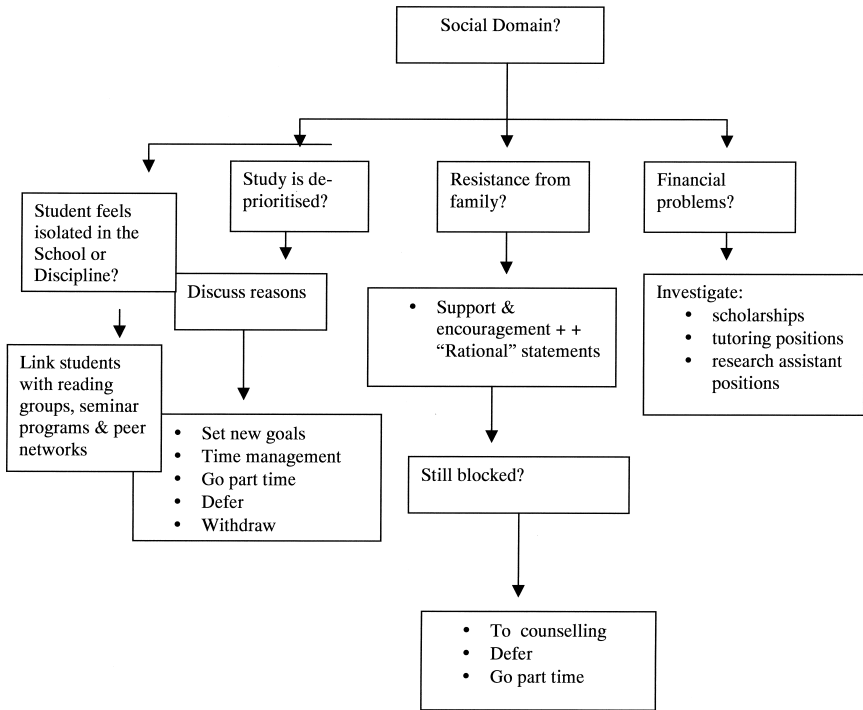 Social Domain?
Student feels
isolated in the
School or
Discipline?
Link students
with reading
groups, seminar
programs & peer
networks
Study is de-
prioritised?
Discuss reasons
• Set new goals
• Time management
• Go part time
• Defer
• Withdraw
Resistance from
family?
• Support &
encouragement + +
“Rational” statements
Still blocked?
• To counselling
• Defer
• Go part time
Financial
problems?
Investigate:
• scholarships
• tutoring positions
• research assistant
positions